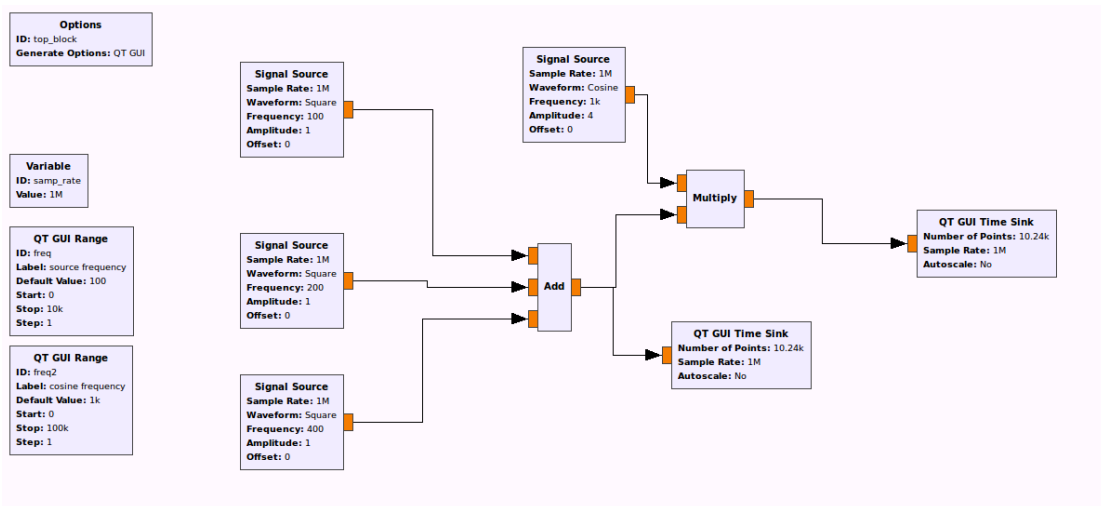 Options
ID: top_block
Generate Options: QT GUI
Variable
ID: samp_rate
Value: 1M
QT GUI Range
ID: freq
Label: source frequency
Default Value: 100
Start: 0
Stop: 10k
Step: 1
QT GUI Range
ID: freq2
Label: cosine frequency
Default Value: 1k
Start: 0
Stop: 100k
Step: 1
Signal Source
Sample Rate: 1M
Waveform: Square
Frequency: 100
Amplitude: 1
Offset: 0
Signal Source
Sample Rate: 1M
Waveform: Square
Frequency: 200
Amplitude: 1
Offset: 0
Signal Source
Sample Rate: 1M
Waveform: Square
Frequency: 400
Amplitude: 1
Offset: 0
Signal Source
Sample Rate: 1M
Waveform: Cosine
Frequency: 1k
Amplitude: 4
Offset: 0
Add
Multiply
QT GUI Time Sink
Number of Points: 10.24k
Sample Rate: 1M
Autoscale: No
QT GUI Time Sink
Number of Points: 10.24k
Sample Rate: 1M
Autoscale: No